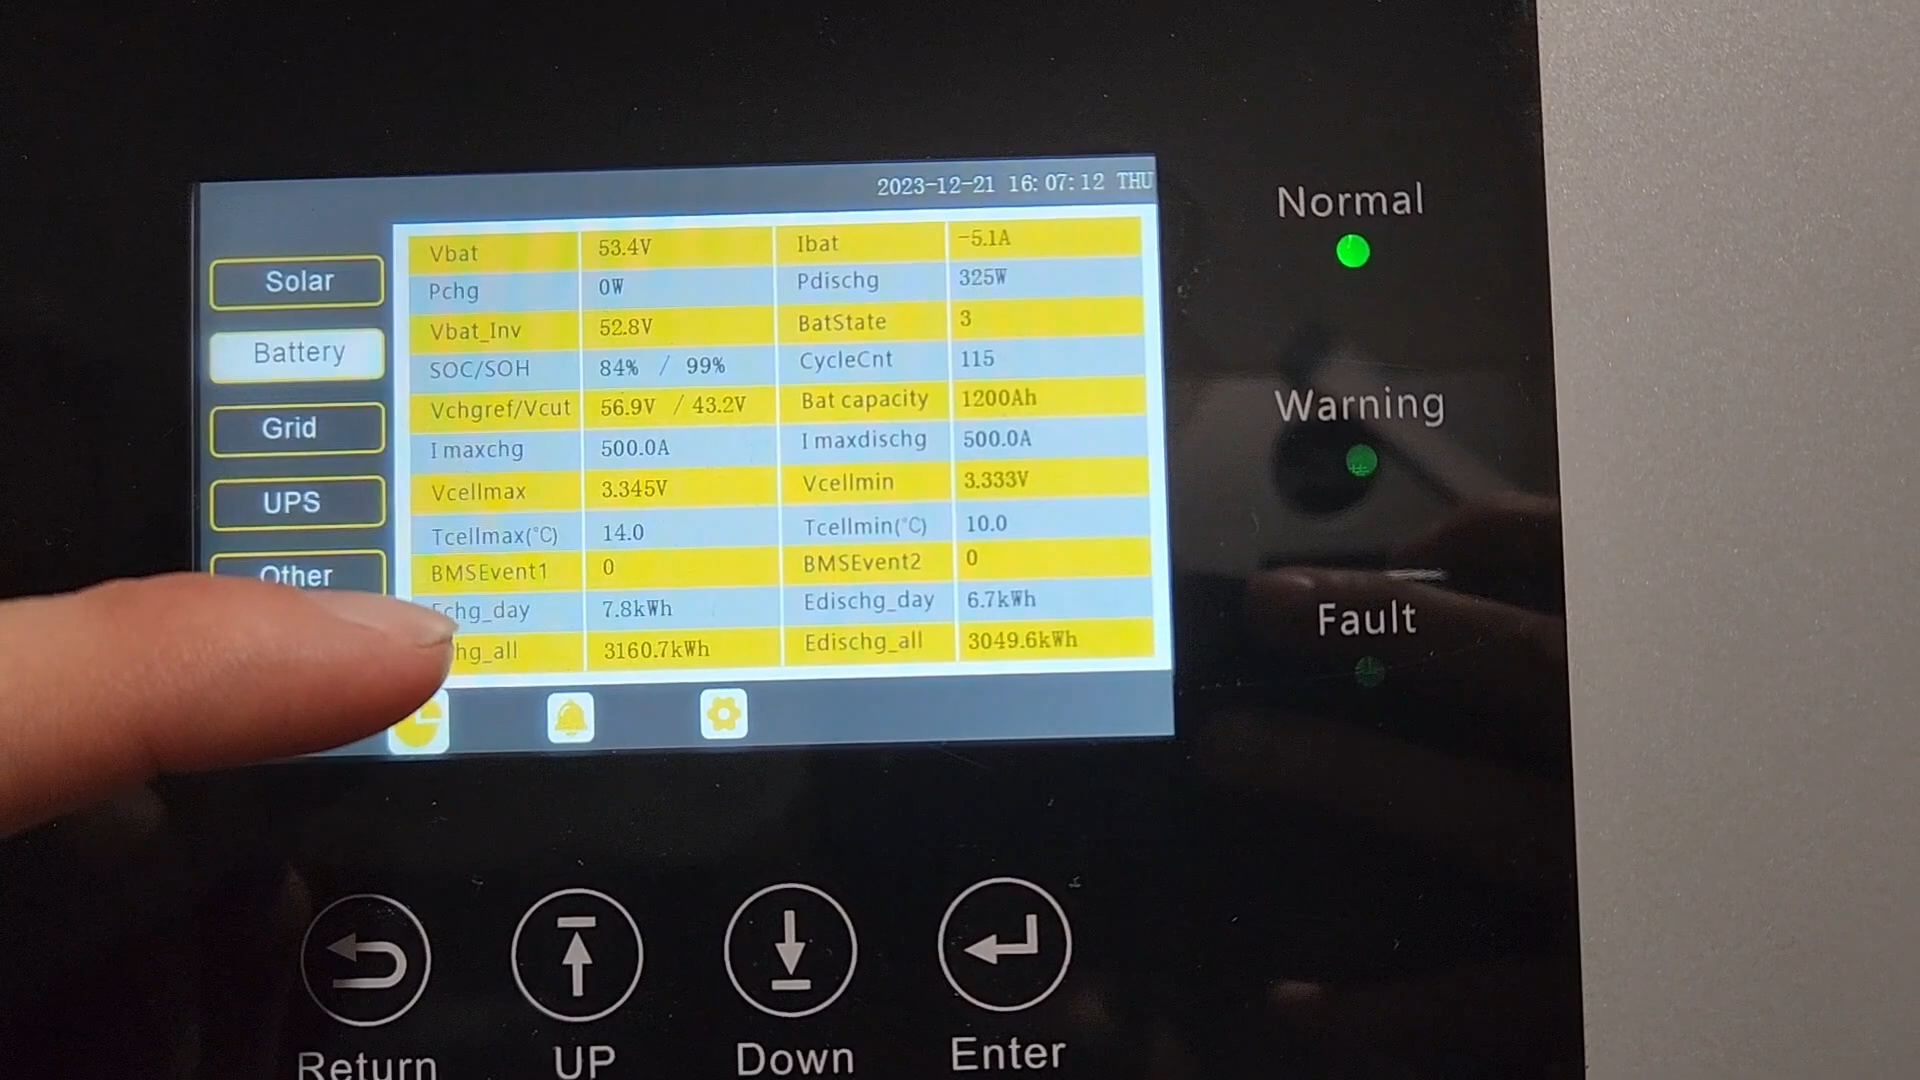 2023-12-21 16:07:12 THU
Solar
Battery
Grid
UPS
Other
Vbat 53.4V Ibat -5.1A
Pchg 0W Pdischg 325W
Vbat_Inv 52.8V BatState 3
SOC/SOH 84% / 99% CycleCnt 115
Vchgref/Vcut 56.9V / 43.2V Bat capacity 1200Ah
I maxchg 500.0A I maxdischg 500.0A
Vcellmax 3.345V Vcellmin 3.333V
Tcellmax(℃) 14.0 Tcellmin(℃) 10.0
BMSEvent1 0 BMSEvent2 0
chg_day 7.8kWh Edischg_day 6.7kWh
hg_all 3160.7kWh Edischg_all 3049.6kWh
Normal
Warning
Fault
Return UP Down Enter